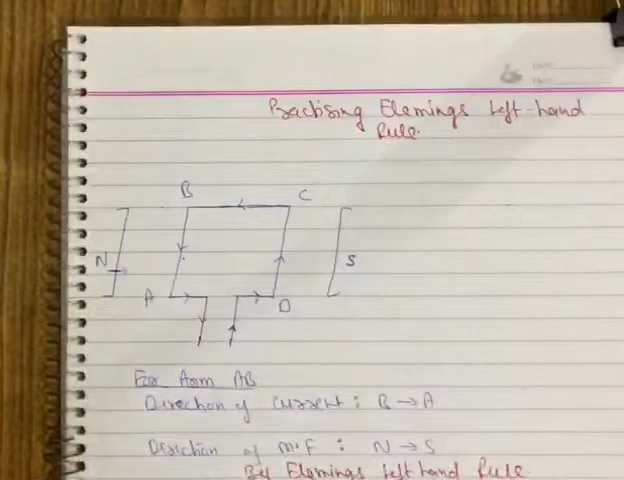 Practising Flemings Left-hand
Rule.
B
C
N
S
A
D
For Arm AB
Direction of current : B → A
Direction of M.F : N → S
By Flemings left hand Rule